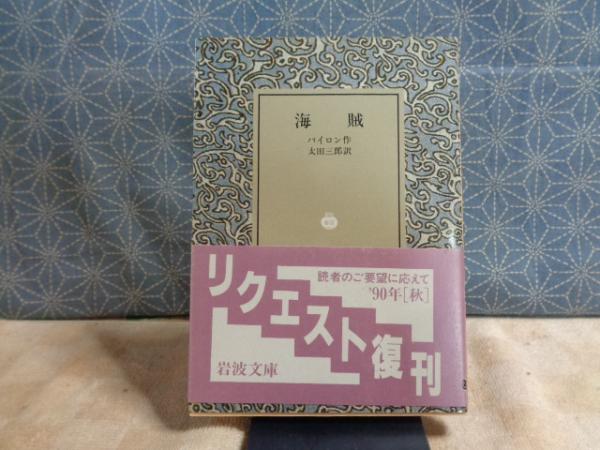 海賊
バイロン作
太田三郎訳
読者のご要望に応えて
'90年[秋]
リクエスト復刊
岩波文庫